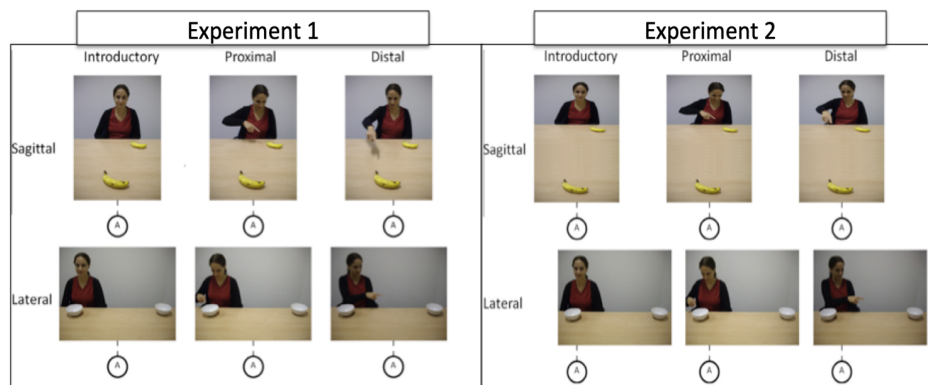 Experiment 1
Introductory Proximal Distal
Sagittal
A A A
Lateral
A A A
Experiment 2
Introductory Proximal Distal
Sagittal
A A A
Lateral
A A A